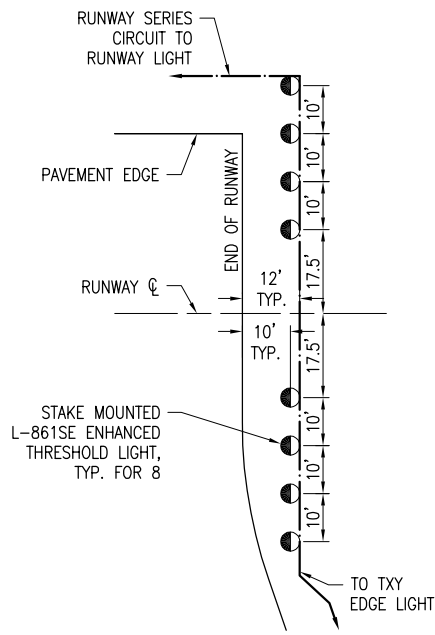 RUNWAY SERIES
CIRCUIT TO
RUNWAY LIGHT
10'
10'
10'
PAVEMENT EDGE
END OF RUNWAY
17.5'
12'
TYP.
RUNWAY ℄
10'
TYP.
17.5'
STAKE MOUNTED
L-861SE ENHANCED
THRESHOLD LIGHT,
TYP. FOR 8
10'
10'
10'
TO TXY
EDGE LIGHT